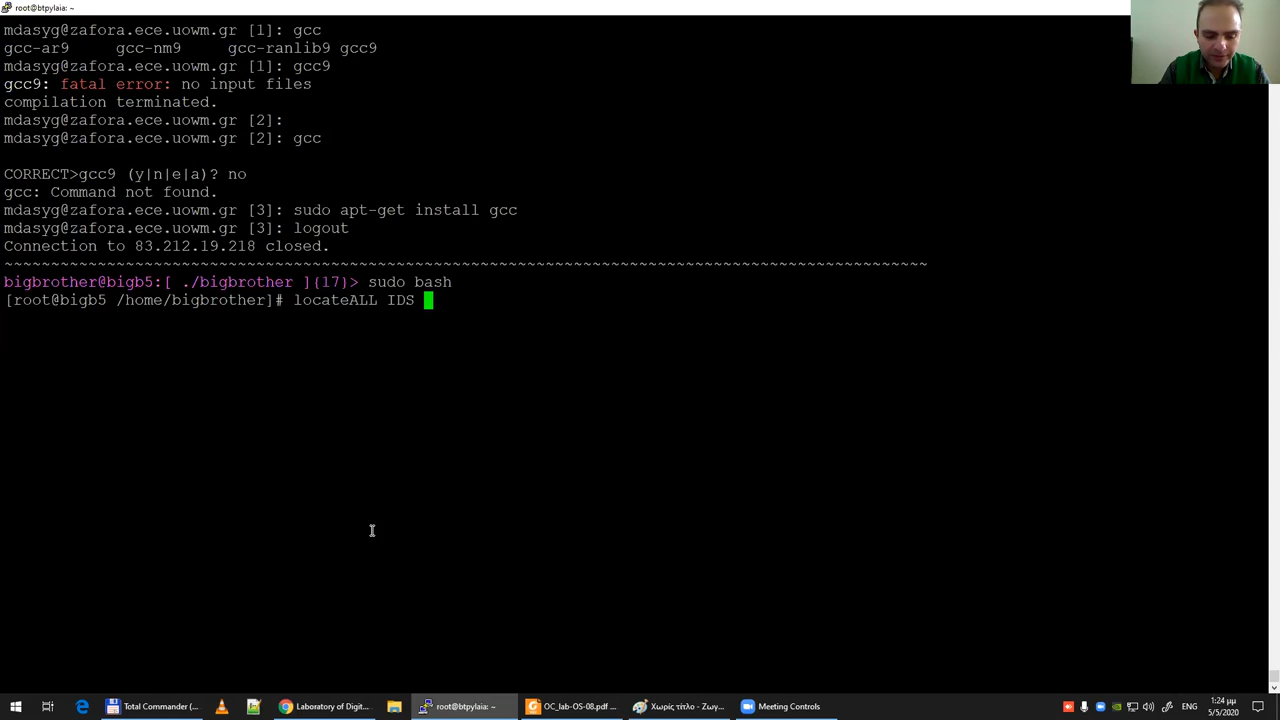 root@btpylaia: ~
mdasyg@zafora.ece.uowm.gr [1]: gcc
gcc-ar9 gcc-nm9 gcc-ranlib9 gcc9
mdasyg@zafora.ece.uowm.gr [1]: gcc9
gcc9: fatal error: no input files
compilation terminated.
mdasyg@zafora.ece.uowm.gr [2]:
mdasyg@zafora.ece.uowm.gr [2]: gcc
CORRECT>gcc9 (y|n|e|a)? no
gcc: Command not found.
mdasyg@zafora.ece.uowm.gr [3]: sudo apt-get install gcc
mdasyg@zafora.ece.uowm.gr [3]: logout
Connection to 83.212.19.218 closed.
~~~~~~~~~~~~~~~~~~~~~~~~~~~~~~~~~~~~~~~~~~~~~~~~~~~~~~~~~~~~~~~~~~~~~~~~~~~~~~~~~~~~~~~~~~~~~~~~~~~
bigbrother@bigb5:[ ./bigbrother ]{17}> sudo bash
[root@bigb5 /home/bigbrother]# locateALL IDS
Total Commander (...
Laboratory of Digit...
root@btpylaia: ~
OC_lab-OS-08.pdf ...
Χωρίς τίτλο - Ζωγ...
Meeting Controls
ENG
1:24 μμ
5/5/2020